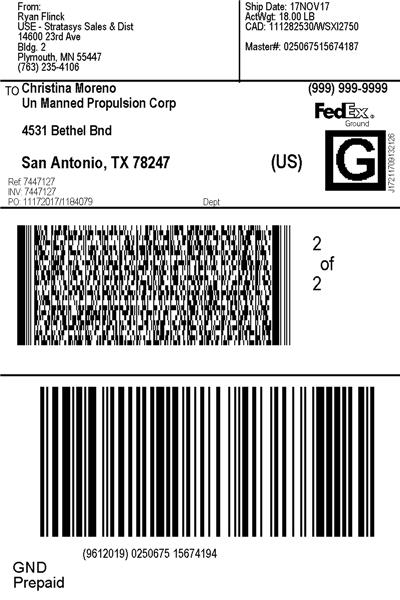 From:
Ryan Flinck
USE - Stratasys Sales & Dist
14600 23rd Ave
Bldg. 2
Plymouth, MN 55447
(763) 235-4106
Ship Date: 17NOV17
ActWgt: 18.00 LB
CAD: 111282530/WSXI2750
Master#: 025067515674187
TO Christina Moreno
(999) 999-9999
Un Manned Propulsion Corp
4531 Bethel Bnd
San Antonio, TX 78247
(US)
FedEx®
Ground
G
J17211709132126
Ref: 7447127
INV: 7447127
PO: 11172017/1184079
Dept
2
of
2
(9612019) 0250675 15674194
GND
Prepaid